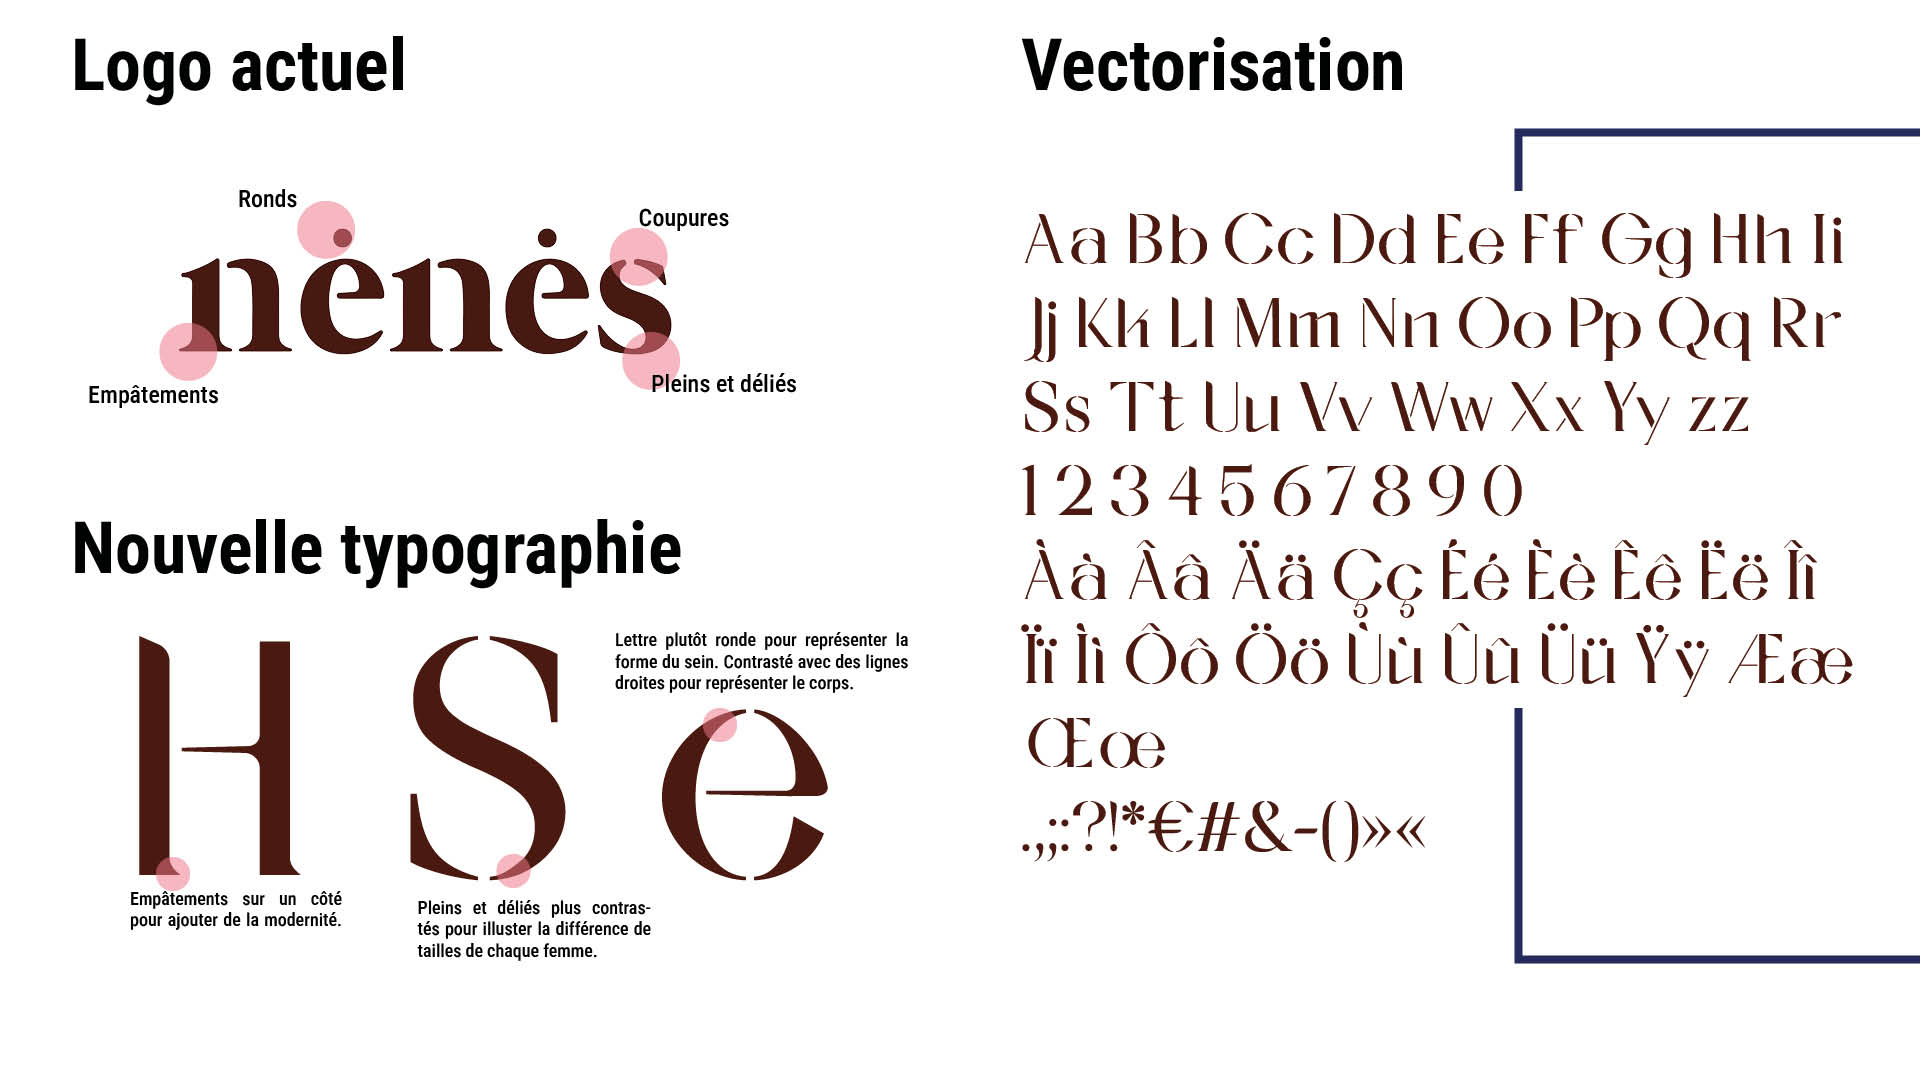 Logo actuel
Ronds
Coupures
nėnės
Empâtements
Pleins et déliés
Nouvelle typographie
H S e
Lettre plutôt ronde pour représenter la
forme du sein. Contrasté avec des lignes
droites pour représenter le corps.
Empâtements sur un côté
pour ajouter de la modernité.
Pleins et déliés plus contras-
tés pour illuster la différence de
tailles de chaque femme.
Vectorisation
Aa Bb Cc Dd Ee Ff Gg Hh Ii
Jj Kk Ll Mm Nn Oo Pp Qq Rr
Ss Tt Uu Vv Ww Xx Yy zz
1 2 3 4 5 6 7 8 9 0
Àà Ââ Ää Çç Éé Èè Êê Ëë Îî
Ïï Ìì Ôô Öö Ùù Ûû Üü Ÿÿ Ææ
Œœ
.,;:?!*€#&-()»«